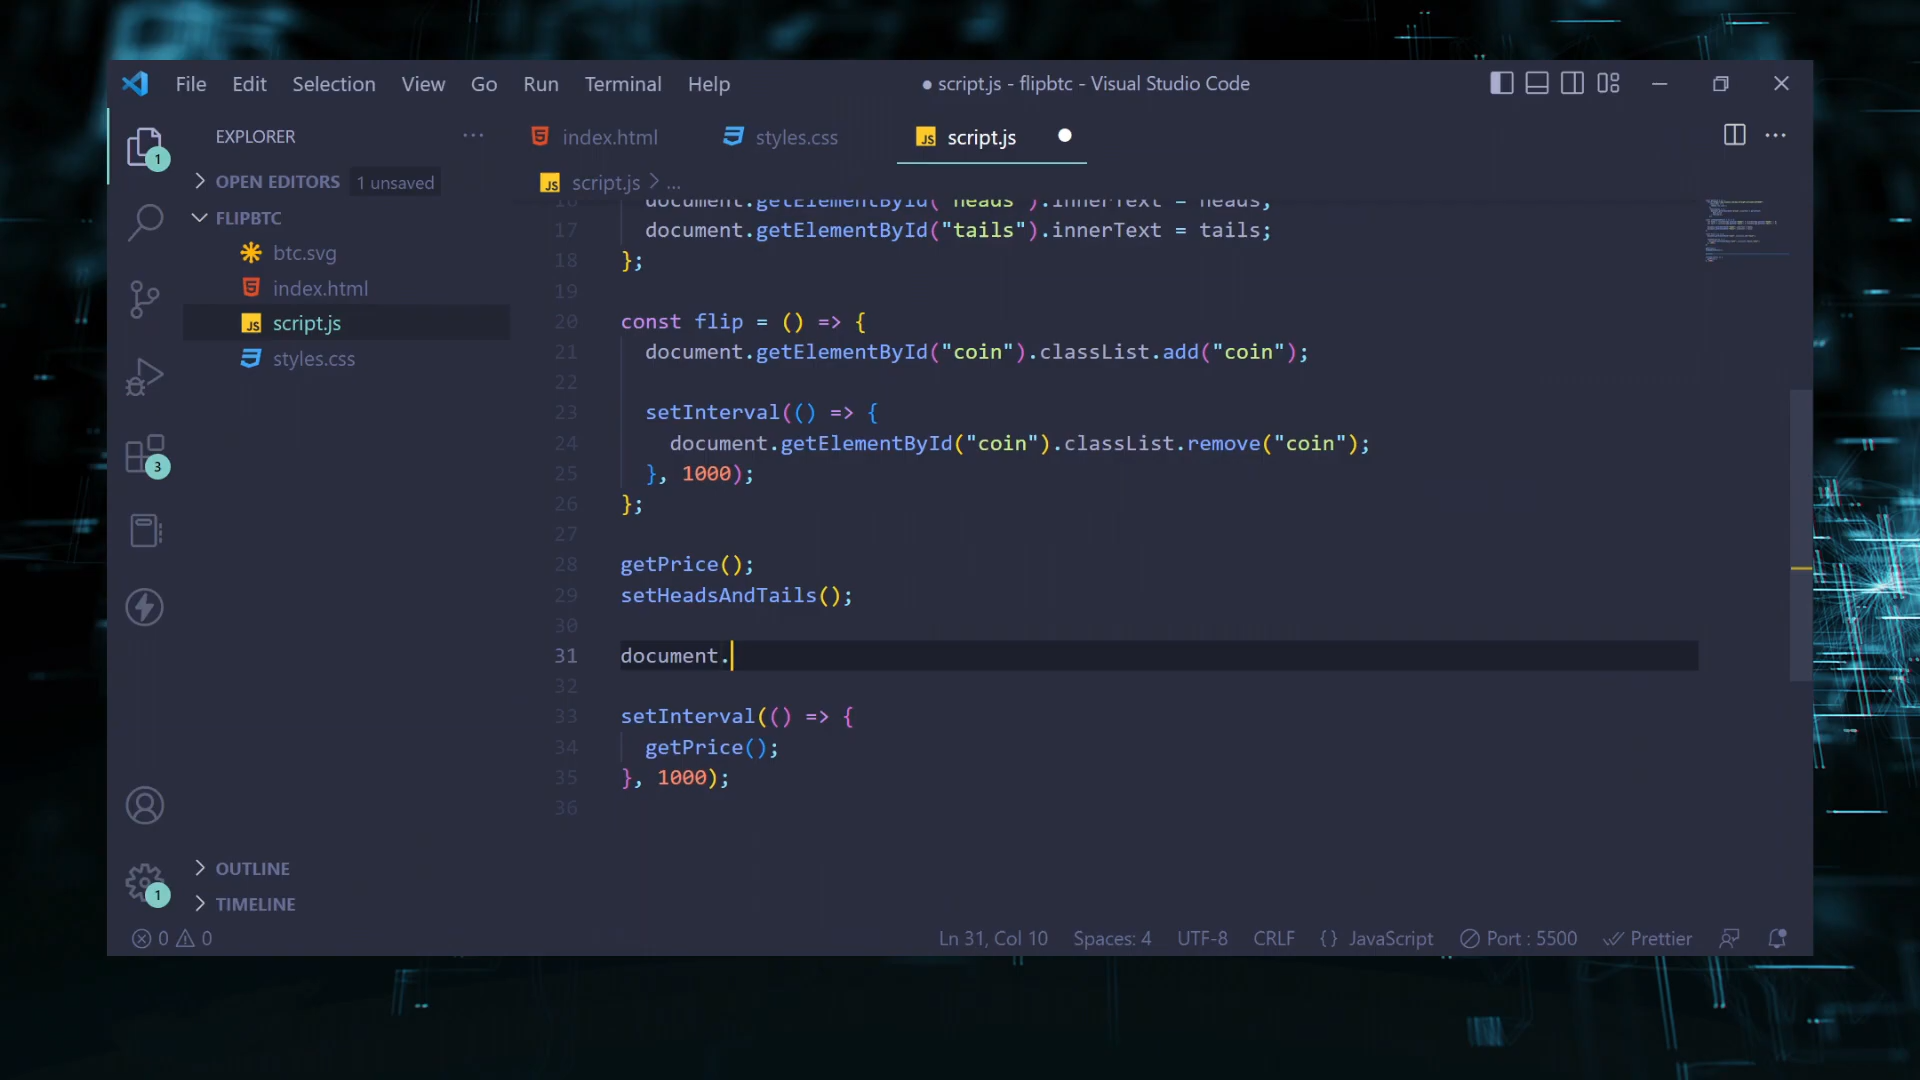 File Edit Selection View Go Run Terminal Help
● script.js - flipbtc - Visual Studio Code
EXPLORER ...
OPEN EDITORS 1 unsaved
FLIPBTC
btc.svg
index.html
script.js
styles.css
OUTLINE
TIMELINE
1
3
1
index.html styles.css JS script.js
JS script.js > ...
16 document.getElementById("heads").innerText = heads;
17 document.getElementById("tails").innerText = tails;
18 };
19
20 const flip = () => {
21 document.getElementById("coin").classList.add("coin");
22
23 setInterval(() => {
24 document.getElementById("coin").classList.remove("coin");
25 }, 1000);
26 };
27
28 getPrice();
29 setHeadsAndTails();
30
31 document.
32
33 setInterval(() => {
34 getPrice();
35 }, 1000);
36
0 0 Ln 31, Col 10 Spaces: 4 UTF-8 CRLF {} JavaScript Port : 5500 Prettier